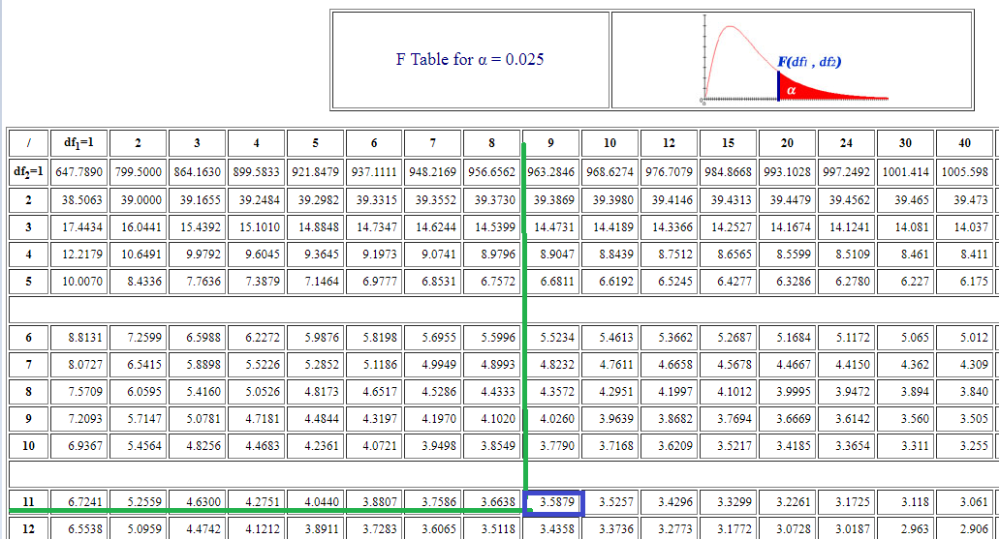 F Table for α = 0.025
F(df1 , df2)
α
/ df1=1 2 3 4 5 6 7 8 9 10 12 15 20 24 30 40
df2=1 647.7890 799.5000 864.1630 899.5833 921.8479 937.1111 948.2169 956.6562 963.2846 968.6274 976.7079 984.8668 993.1028 997.2492 1001.414 1005.598
2 38.5063 39.0000 39.1655 39.2484 39.2982 39.3315 39.3552 39.3730 39.3869 39.3980 39.4146 39.4313 39.4479 39.4562 39.465 39.473
3 17.4434 16.0441 15.4392 15.1010 14.8848 14.7347 14.6244 14.5399 14.4731 14.4189 14.3366 14.2527 14.1674 14.1241 14.081 14.037
4 12.2179 10.6491 9.9792 9.6045 9.3645 9.1973 9.0741 8.9796 8.9047 8.8439 8.7512 8.6565 8.5599 8.5109 8.461 8.411
5 10.0070 8.4336 7.7636 7.3879 7.1464 6.9777 6.8531 6.7572 6.6811 6.6192 6.5245 6.4277 6.3286 6.2780 6.227 6.175
6 8.8131 7.2599 6.5988 6.2272 5.9876 5.8198 5.6955 5.5996 5.5234 5.4613 5.3662 5.2687 5.1684 5.1172 5.065 5.012
7 8.0727 6.5415 5.8898 5.5226 5.2852 5.1186 4.9949 4.8993 4.8232 4.7611 4.6658 4.5678 4.4667 4.4150 4.362 4.309
8 7.5709 6.0595 5.4160 5.0526 4.8173 4.6517 4.5286 4.4333 4.3572 4.2951 4.1997 4.1012 3.9995 3.9472 3.894 3.840
9 7.2093 5.7147 5.0781 4.7181 4.4844 4.3197 4.1970 4.1020 4.0260 3.9639 3.8682 3.7694 3.6669 3.6142 3.560 3.505
10 6.9367 5.4564 4.8256 4.4683 4.2361 4.0721 3.9498 3.8549 3.7790 3.7168 3.6209 3.5217 3.4185 3.3654 3.311 3.255
11 6.7241 5.2559 4.6300 4.2751 4.0440 3.8807 3.7586 3.6638 3.5879 3.5257 3.4296 3.3299 3.2261 3.1725 3.118 3.061
12 6.5538 5.0959 4.4742 4.1212 3.8911 3.7283 3.6065 3.5118 3.4358 3.3736 3.2773 3.1772 3.0728 3.0187 2.963 2.906